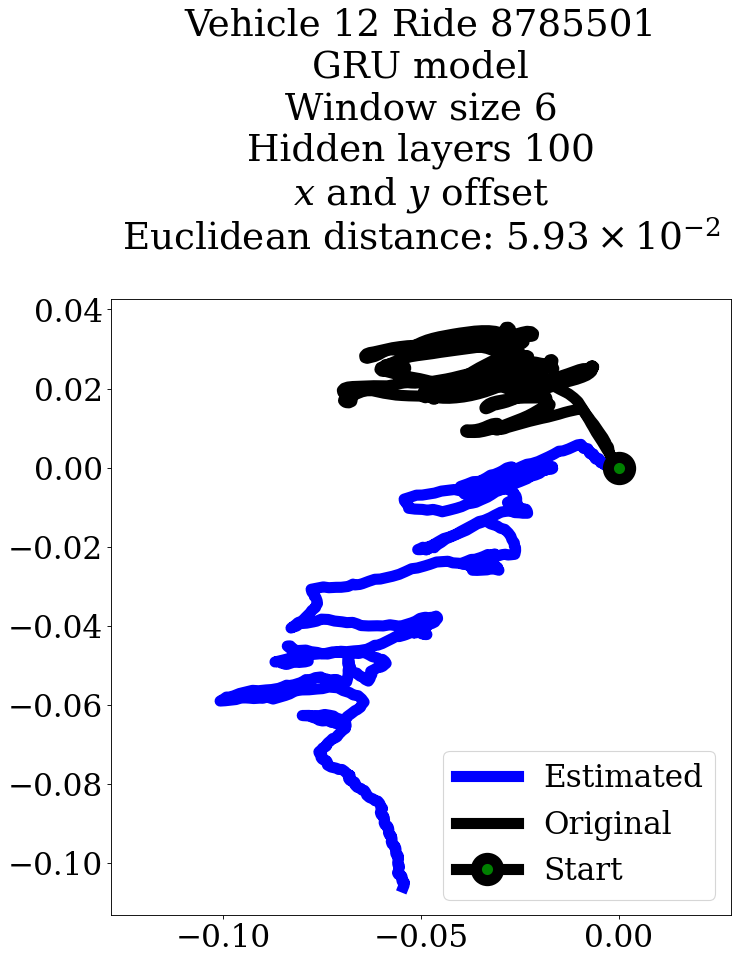 Vehicle 12 Ride 8785501
GRU model
Window size 6
Hidden layers 100
x and y offset
Euclidean distance: 5.93 × 10⁻²
0.04
0.02
0.00
−0.02
−0.04
−0.06
−0.08
−0.10
Estimated
Original
Start
−0.10 −0.05 0.00